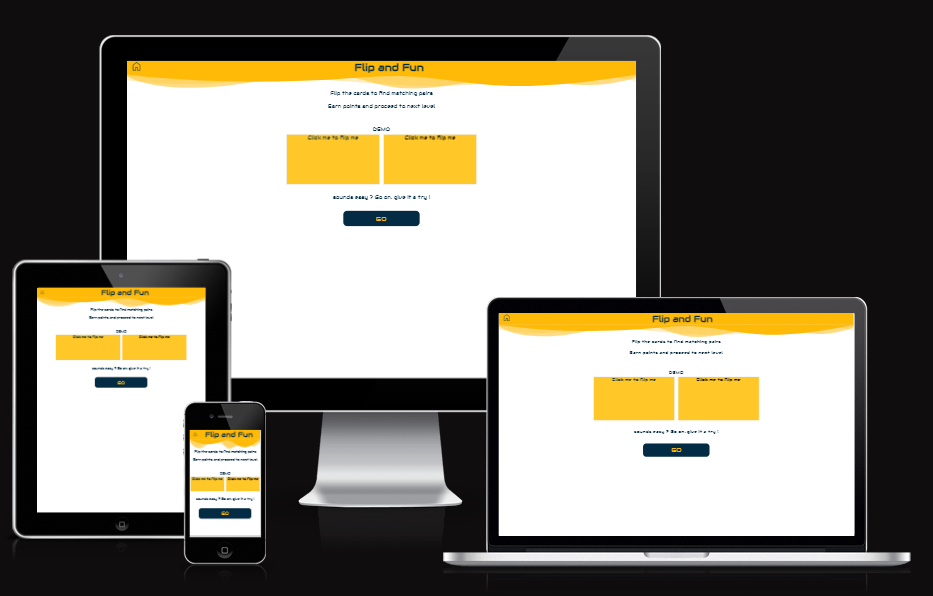 Flip and Fun
Flip the cards to find matching pairs
Earn points and proceed to next level
DEMO
Click me to flip me Click me to flip me
sounds easy ? Go on, give it a try !
GO
Flip and Fun
Flip the cards to find matching pairs
Earn points and proceed to next level
DEMO
Click me to flip me Click me to flip me
sounds easy ? Go on, give it a try !
GO
Flip and Fun
Flip the cards to find matching pairs
Earn points and proceed to next level
DEMO
Click me to flip me Click me to flip me
sounds easy ? Go on, give it a try !
GO
Flip and Fun
Flip the cards to find matching pairs
Earn points and proceed to next level
DEMO
Click me to flip me Click me to flip me
sounds easy ? Go on, give it a try !
GO